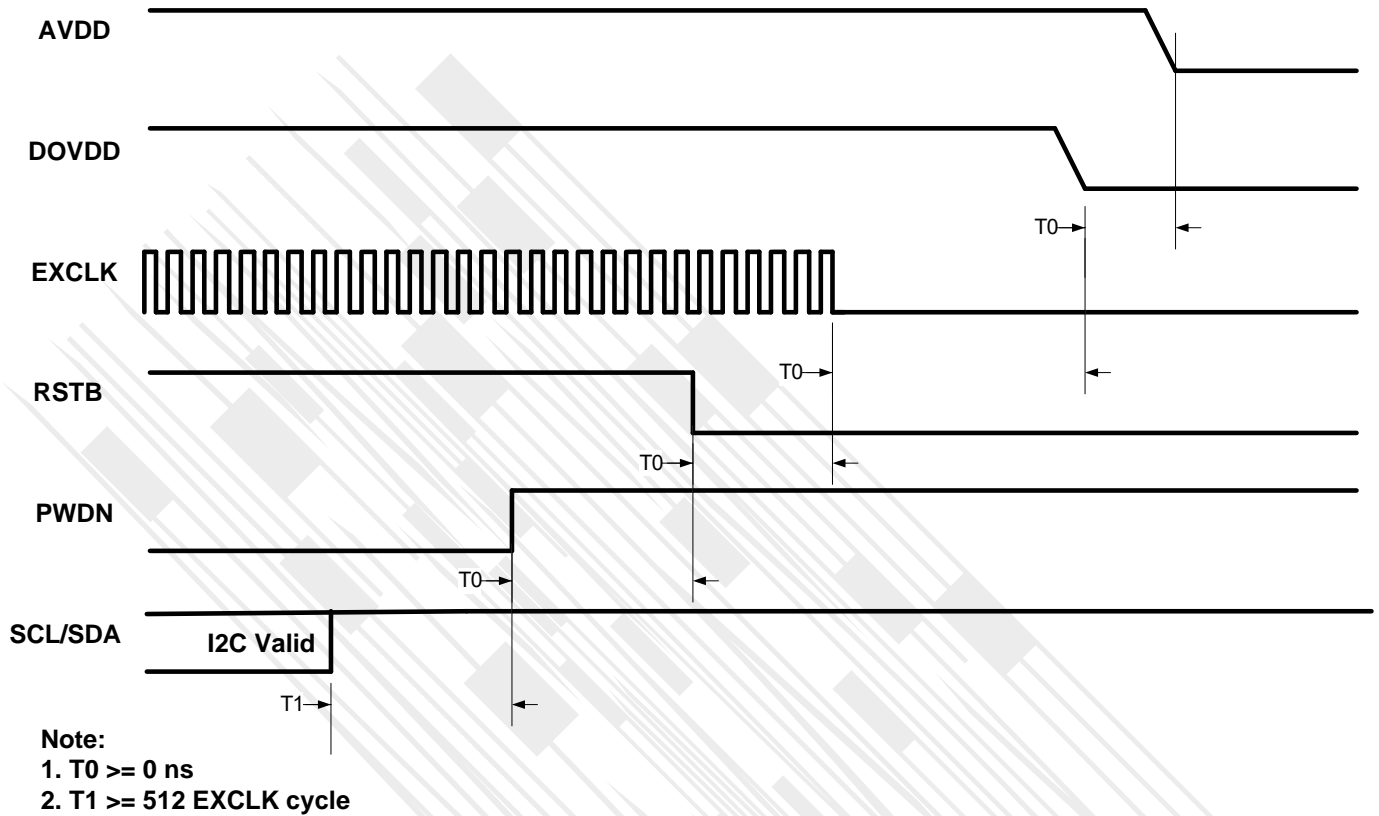 AVDD
DOVDD
T0
EXCLK
T0
RSTB
T0
PWDN
T0
SCL/SDA
I2C Valid
T1
Note:
1. T0 >= 0 ns
2. T1 >= 512 EXCLK cycle